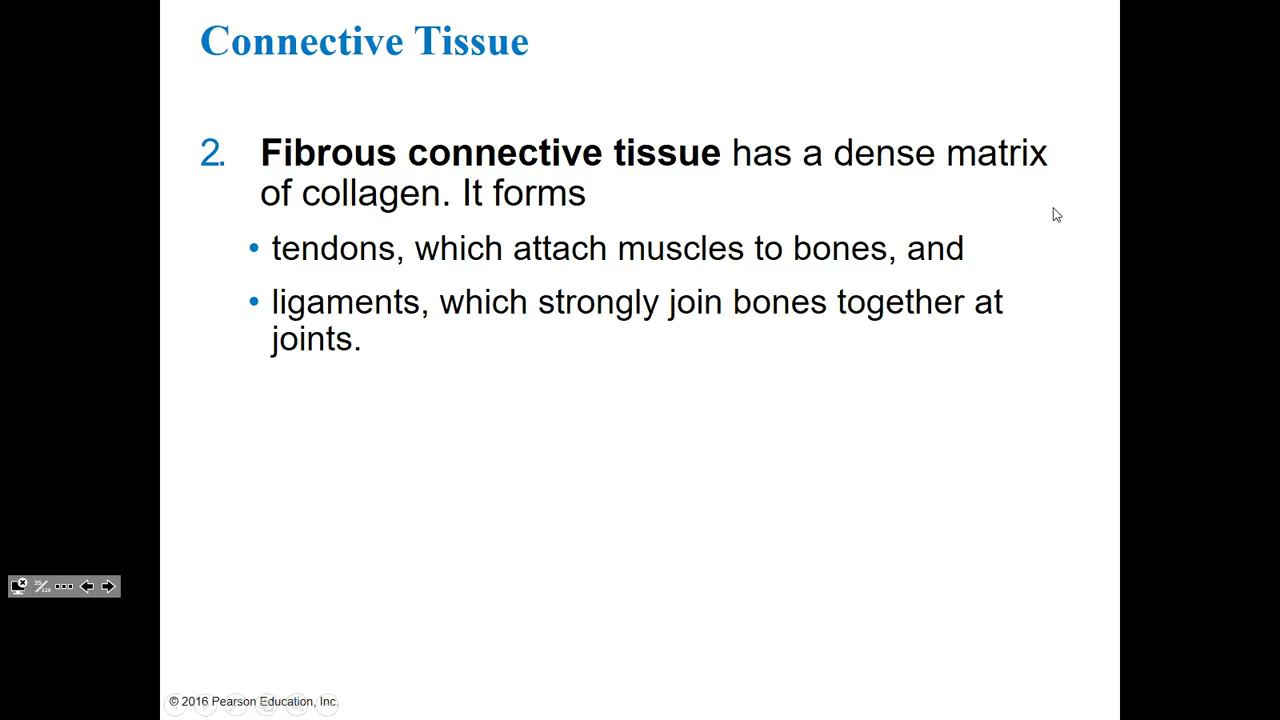 Connective Tissue
2. Fibrous connective tissue has a dense matrix
of collagen. It forms
• tendons, which attach muscles to bones, and
• ligaments, which strongly join bones together at
joints.
© 2016 Pearson Education, Inc.